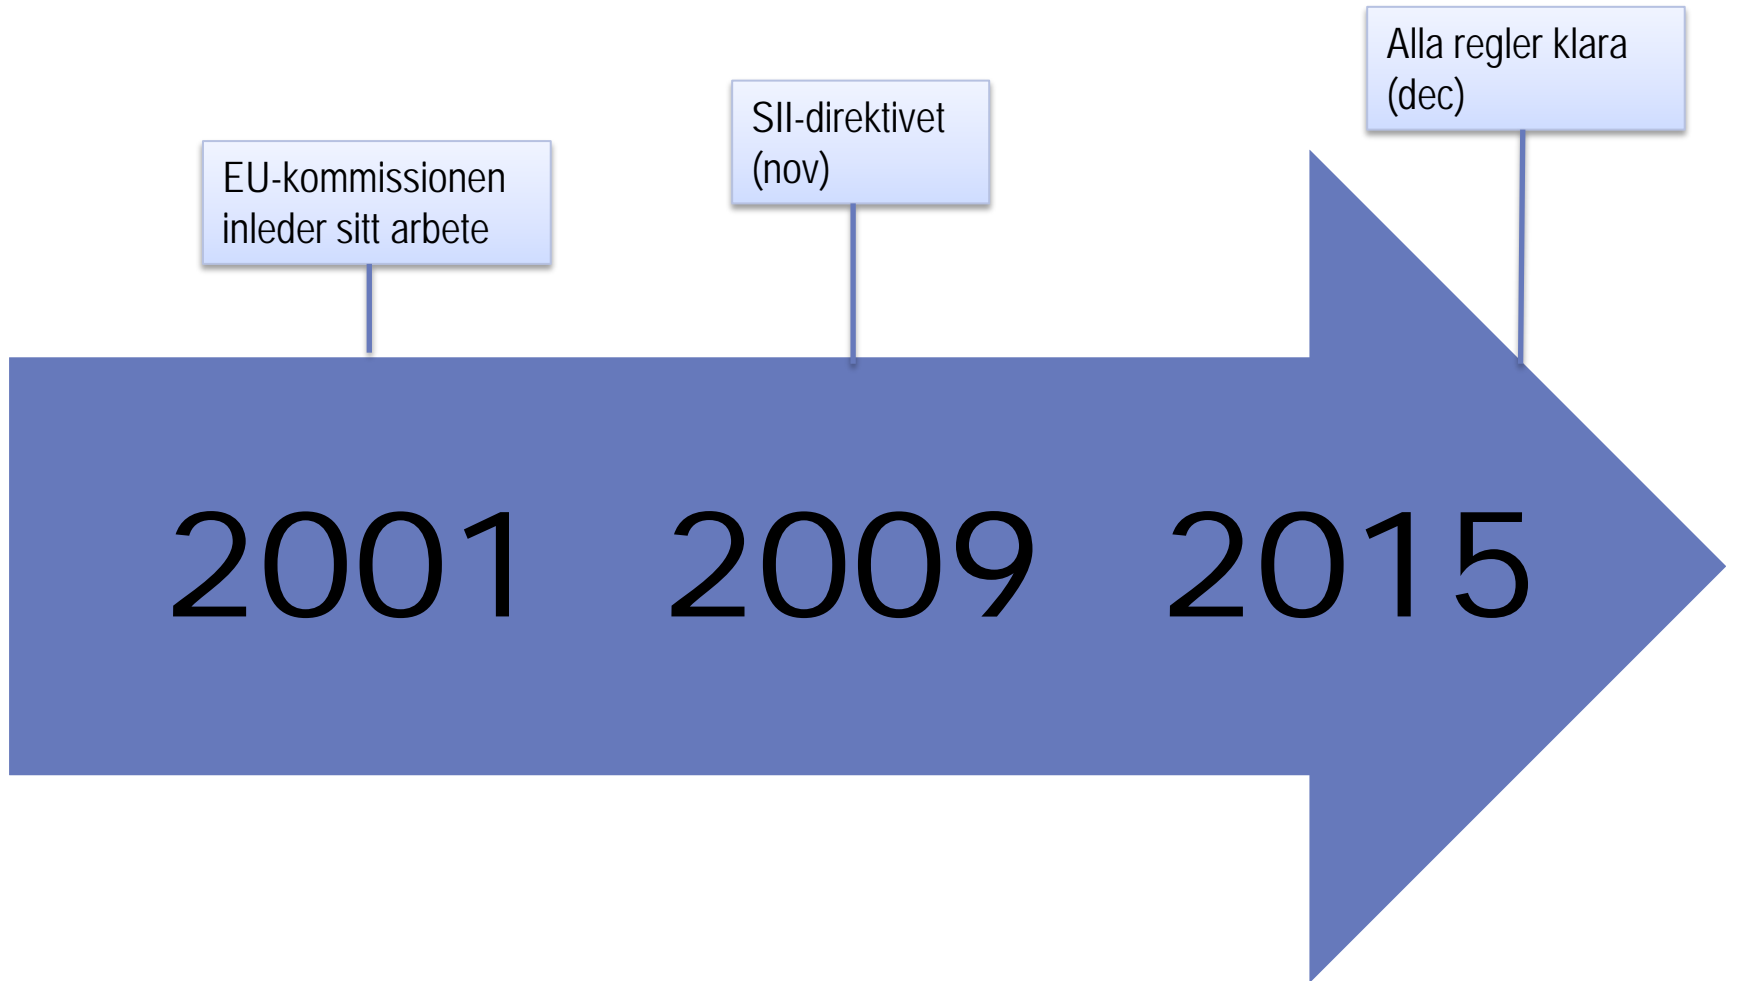 EU-kommissionen
inleder sitt arbete
SII-direktivet
(nov)
Alla regler klara
(dec)
2001 2009 2015